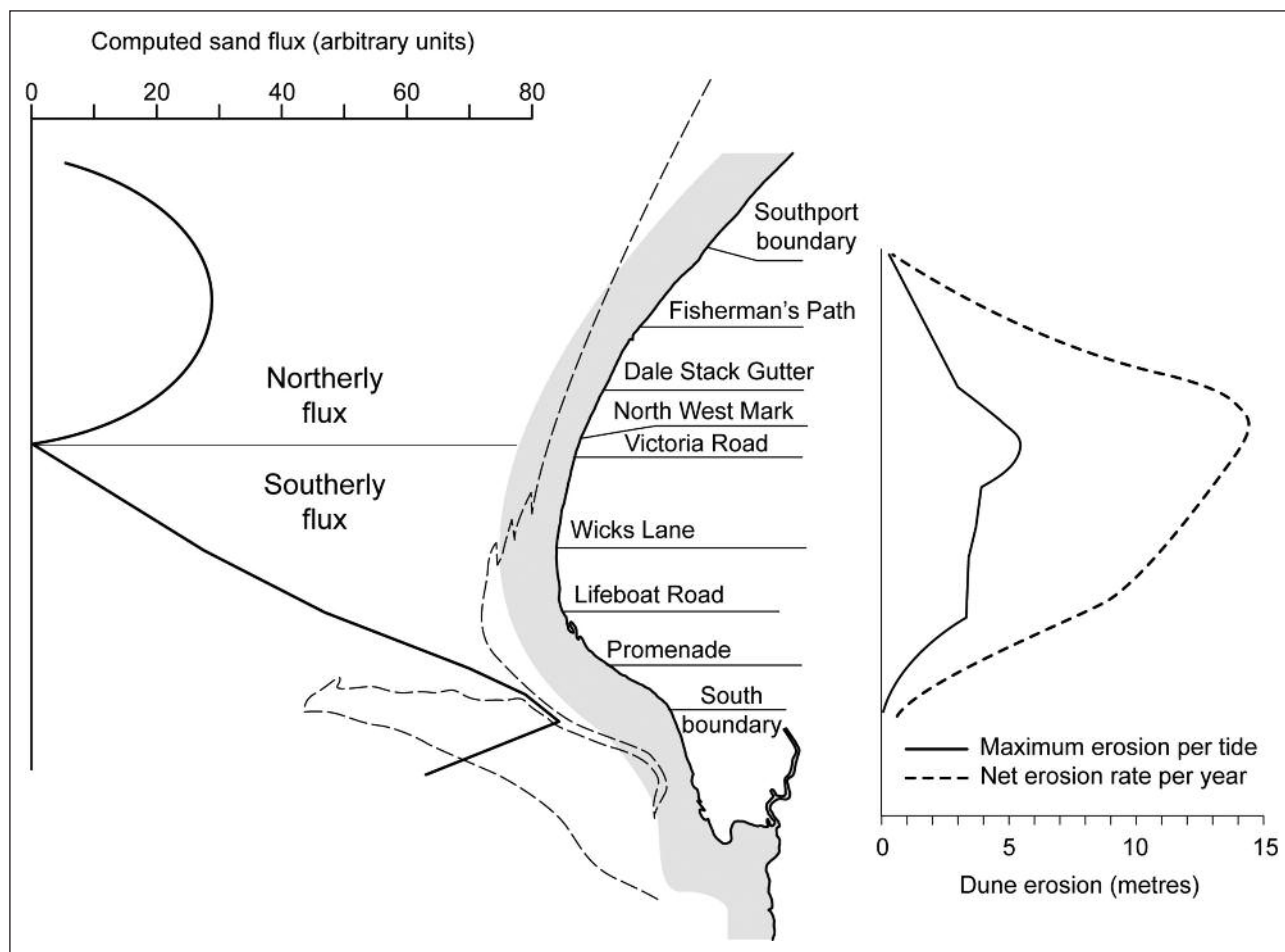 Computed sand flux (arbitrary units)
0 20 40 60 80
Northerly
flux
Southerly
flux
Southport
boundary
Fisherman's Path
Dale Stack Gutter
North West Mark
Victoria Road
Wicks Lane
Lifeboat Road
Promenade
South
boundary
Maximum erosion per tide
Net erosion rate per year
0 5 10 15
Dune erosion (metres)